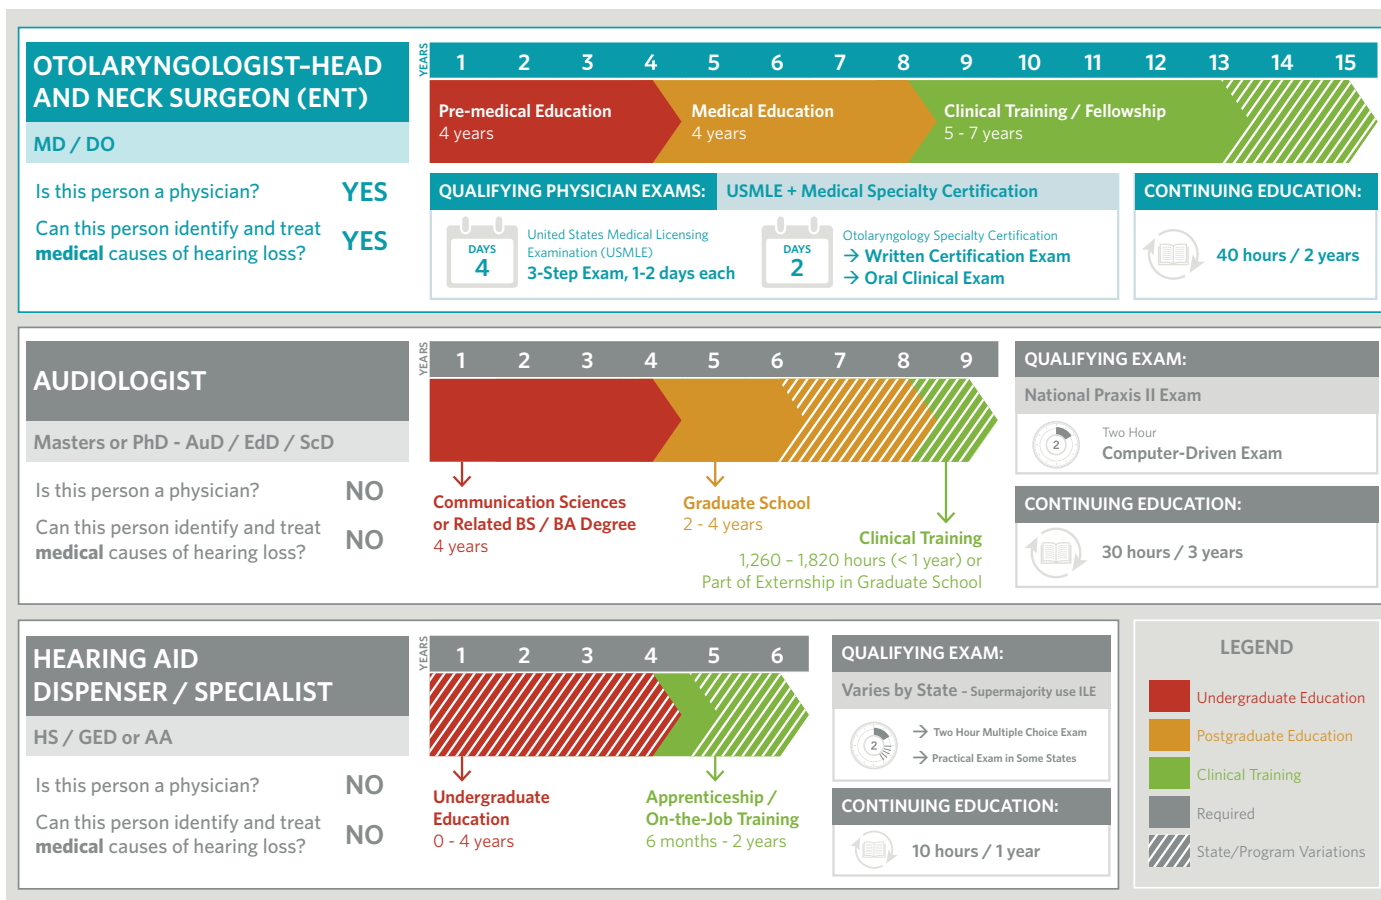 OTOLARYNGOLOGIST–HEAD
AND NECK SURGEON (ENT)
MD / DO
Is this person a physician? YES
Can this person identify and treat
medical causes of hearing loss? YES
YEARS 1 2 3 4 5 6 7 8 9 10 11 12 13 14 15
Pre-medical Education
4 years
Medical Education
4 years
Clinical Training / Fellowship
5 - 7 years
QUALIFYING PHYSICIAN EXAMS: USMLE + Medical Specialty Certification
DAYS
4
United States Medical Licensing
Examination (USMLE)
3-Step Exam, 1-2 days each
DAYS
2
Otolaryngology Specialty Certification
→ Written Certification Exam
→ Oral Clinical Exam
CONTINUING EDUCATION:
40 hours / 2 years
AUDIOLOGIST
Masters or PhD - AuD / EdD / ScD
Is this person a physician? NO
Can this person identify and treat
medical causes of hearing loss? NO
YEARS 1 2 3 4 5 6 7 8 9
Communication Sciences
or Related BS / BA Degree
4 years
Graduate School
2 - 4 years
Clinical Training
1,260 – 1,820 hours (< 1 year) or
Part of Externship in Graduate School
QUALIFYING EXAM:
National Praxis II Exam
2
Two Hour
Computer-Driven Exam
CONTINUING EDUCATION:
30 hours / 3 years
HEARING AID
DISPENSER / SPECIALIST
HS / GED or AA
Is this person a physician? NO
Can this person identify and treat
medical causes of hearing loss? NO
YEARS 1 2 3 4 5 6
Undergraduate
Education
0 - 4 years
Apprenticeship /
On-the-Job Training
6 months - 2 years
QUALIFYING EXAM:
Varies by State – Supermajority use ILE
2
→ Two Hour Multiple Choice Exam
→ Practical Exam in Some States
CONTINUING EDUCATION:
10 hours / 1 year
LEGEND
Undergraduate Education
Postgraduate Education
Clinical Training
Required
State/Program Variations